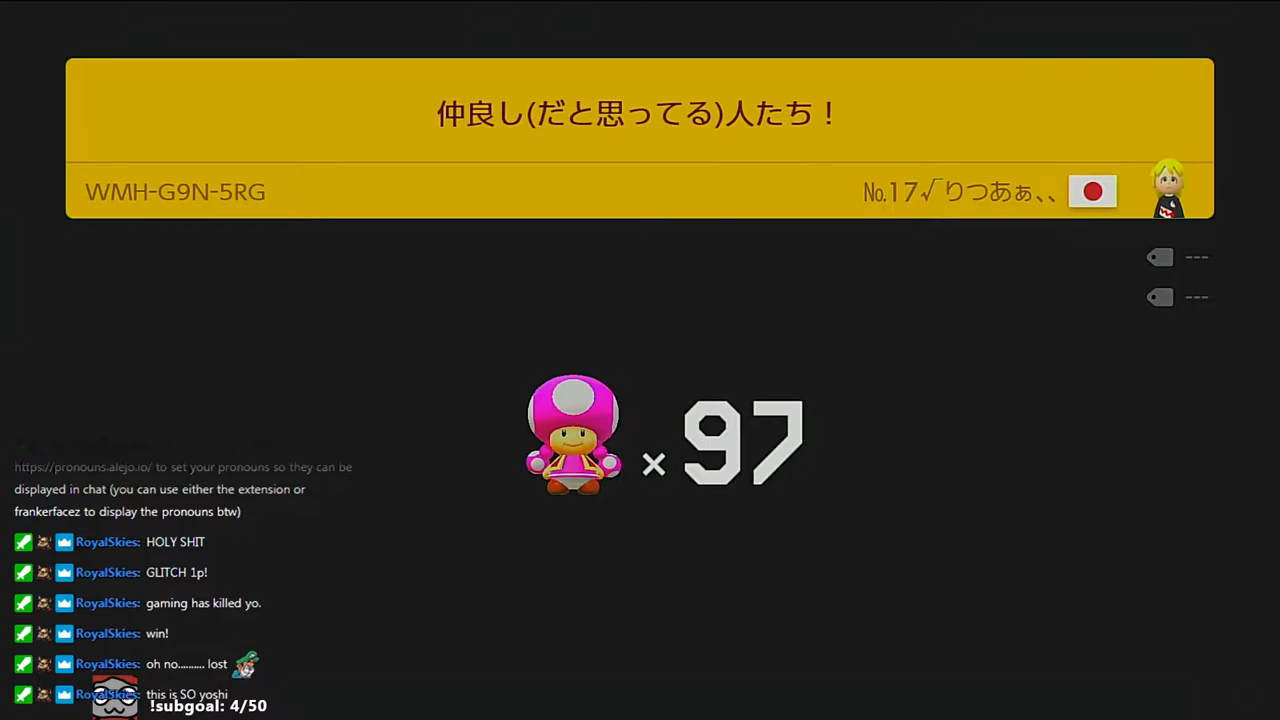 仲良し(だと思ってる)人たち！
WMH-G9N-5RG
№17√りつあぁ、、
---
---
× 97
https://pronouns.alejo.io/ to set your pronouns so they can be
displayed in chat (you can use either the extension or
frankerfacez to display the pronouns btw)
RoyalSkies: HOLY SHIT
RoyalSkies: GLITCH 1p!
RoyalSkies: gaming has killed yo.
RoyalSkies: win!
RoyalSkies: oh no.......... lost
RoyalSkies: this is SO yoshi
!subgoal: 4/50